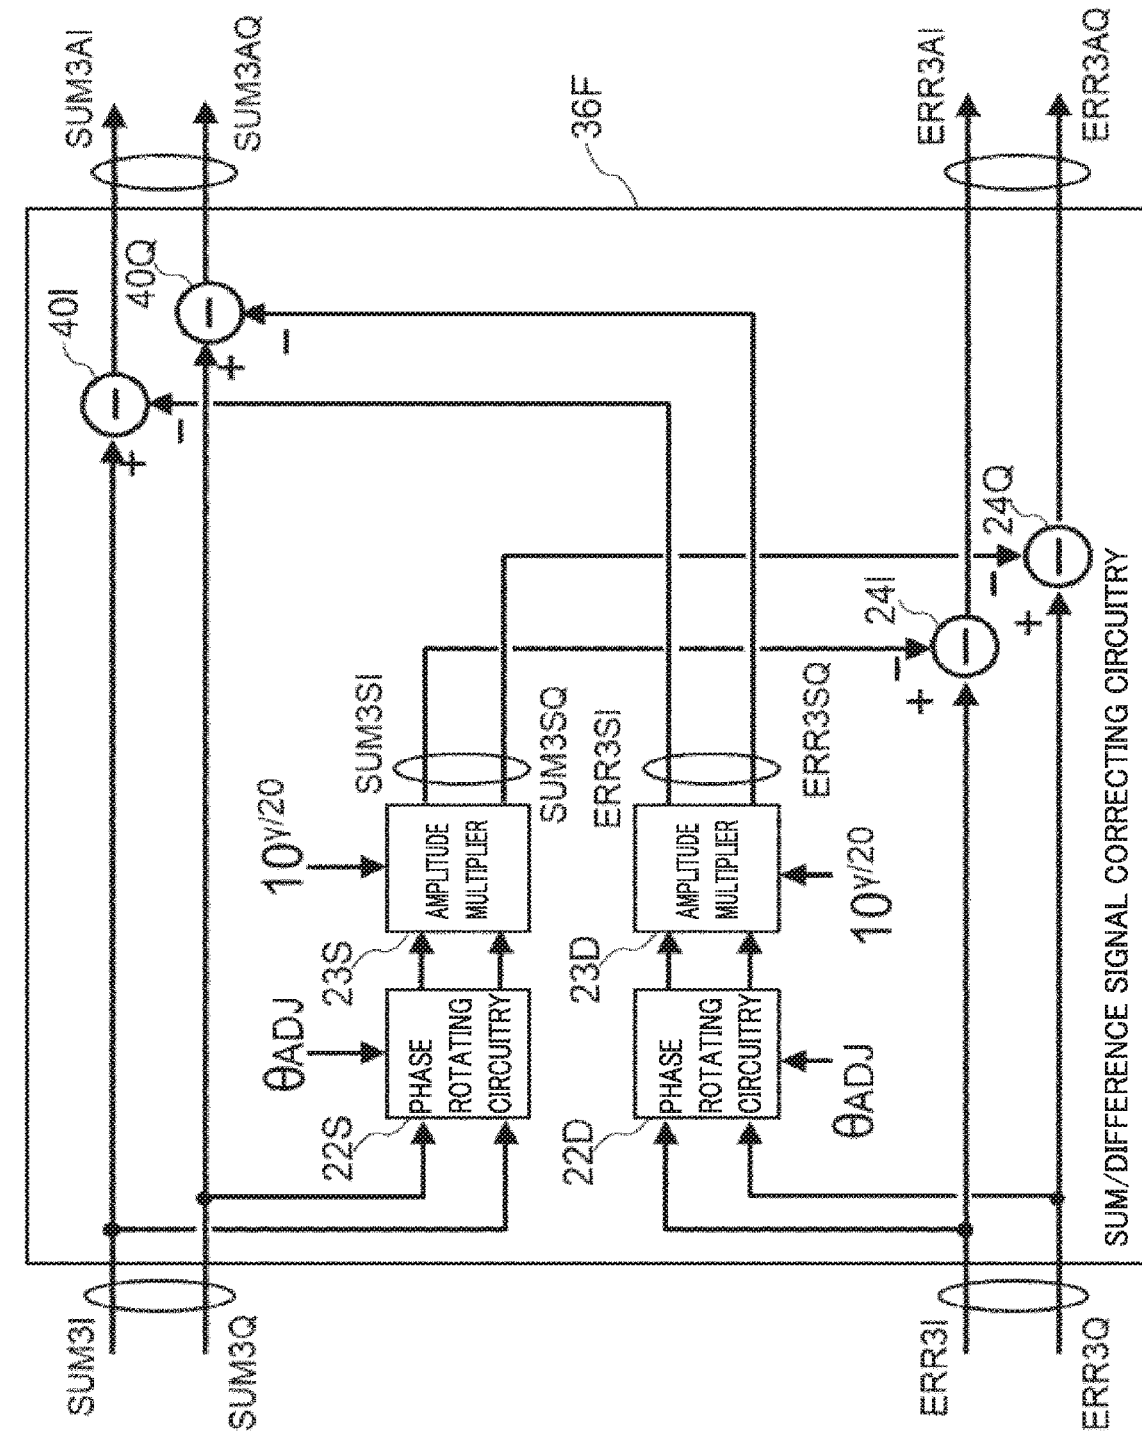 SUM3I
SUM3Q
ERR3I
ERR3Q
SUM3AI
SUM3AQ
ERR3AI
ERR3AQ
36F
40I
+
−
−
40Q
+
−
−
θADJ
22S
PHASE
ROTATING
CIRCUITRY
10γ/20
23S
AMPLITUDE
MULTIPLIER
SUM3SI
SUM3SQ
22D
PHASE
ROTATING
CIRCUITRY
θADJ
23D
AMPLITUDE
MULTIPLIER
10γ/20
ERR3SI
ERR3SQ
24I
+
−
−
24Q
+
−
−
SUM/DIFFERENCE SIGNAL CORRECTING CIRCUITRY